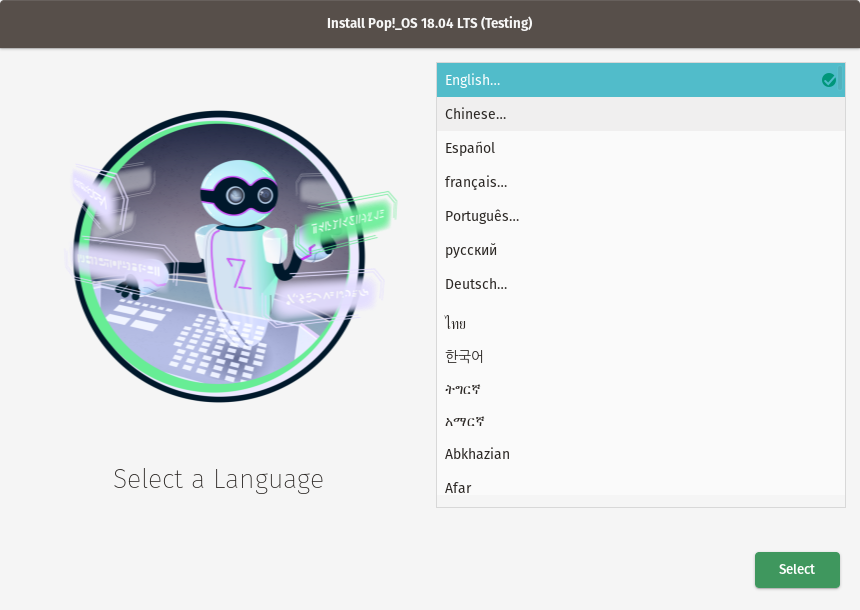 Install Pop!_OS 18.04 LTS (Testing)
English...
Chinese...
Español
français...
Português...
русский
Deutsch...
ไทย
한국어
ትግርኛ
አማርኛ
Abkhazian
Afar
Select a Language
Select